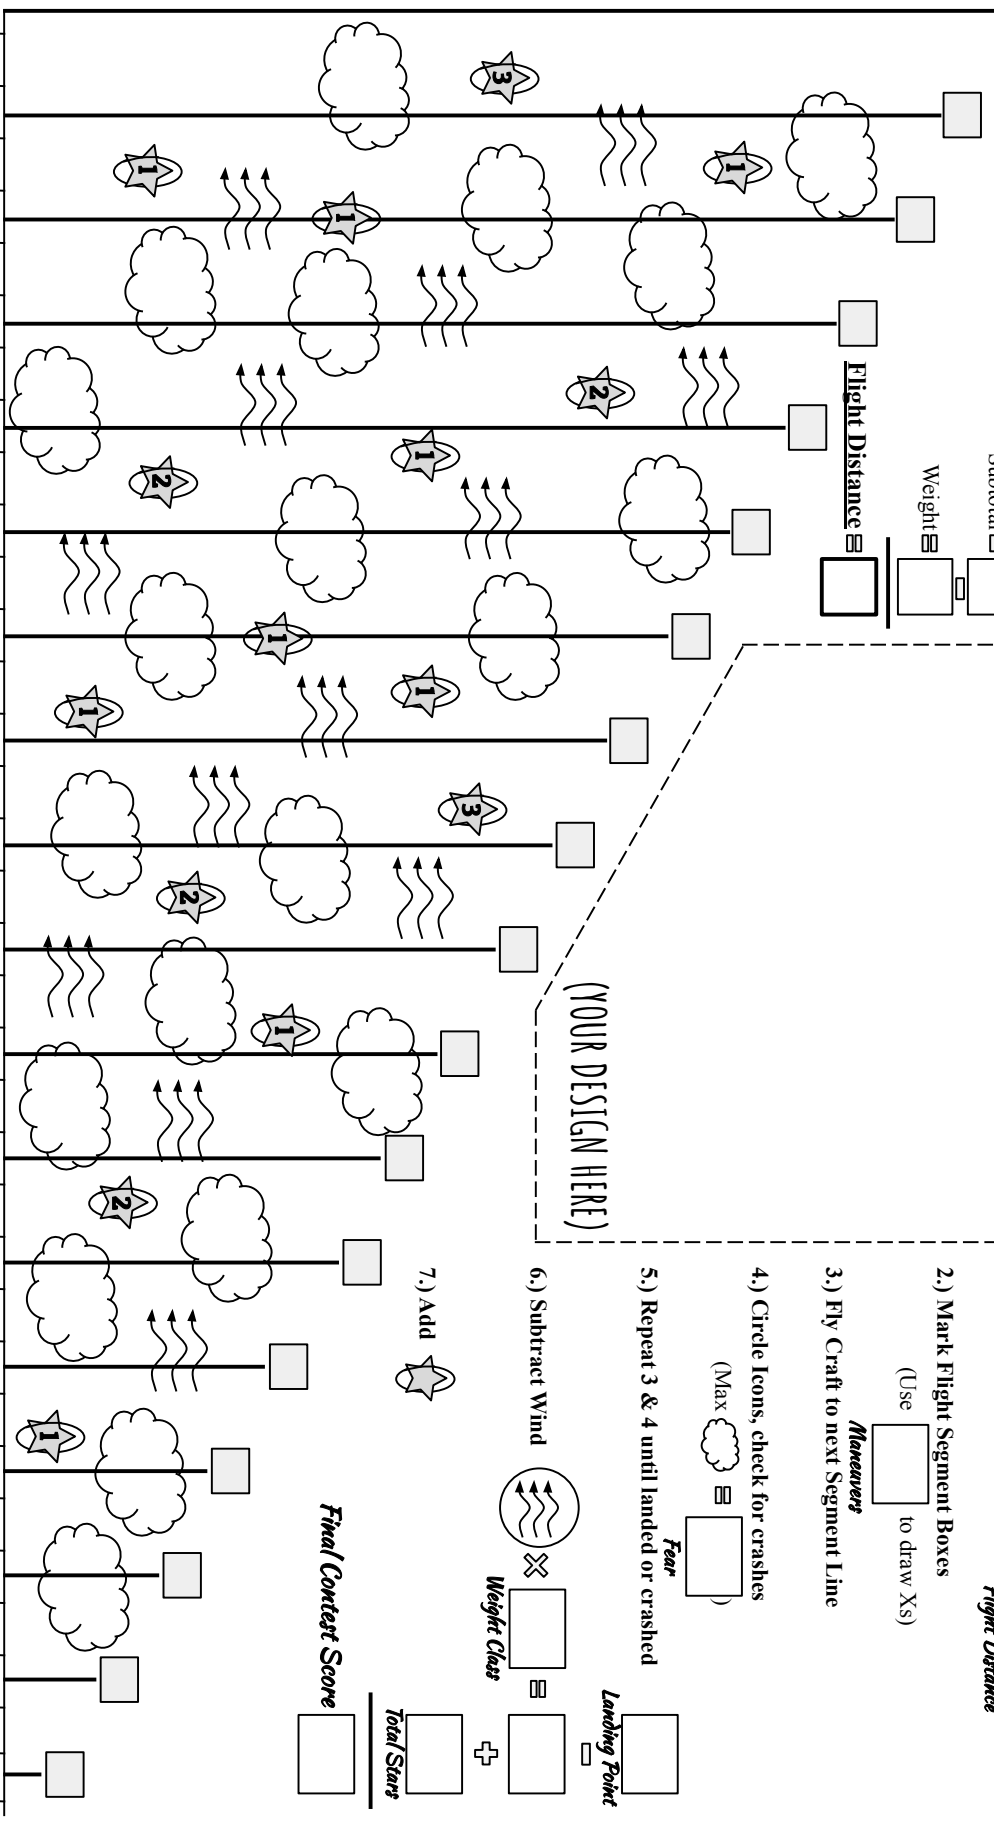 Weight =
Flight Distance =
(YOUR DESIGN HERE)
2.) Mark Flight Segment Boxes
(Use to draw Xs)
Maneuvers
3.) Fly Craft to next Segment Line
4.) Circle Icons, check for crashes
(Max = )
Fear
5.) Repeat 3 & 4 until landed or crashed
Landing Point
6.) Subtract Wind × =
Weight Class
7.) Add
Total Stars
Final Contest Score
1
2
3
3
1
1
1
1
1
2
2
1
2
1
1